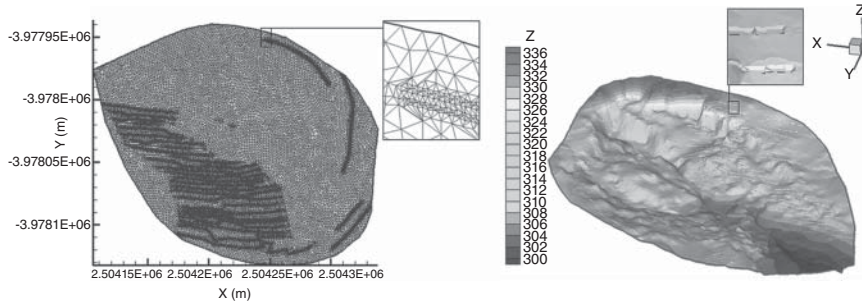 -3.97795E+06
-3.978E+06
-3.97805E+06
-3.9781E+06
Y (m)
2.50415E+06 2.5042E+06 2.50425E+06 2.5043E+06
X (m)
Z
336
334
332
330
328
326
324
322
320
318
316
314
312
310
308
306
304
302
300
Z
X
Y